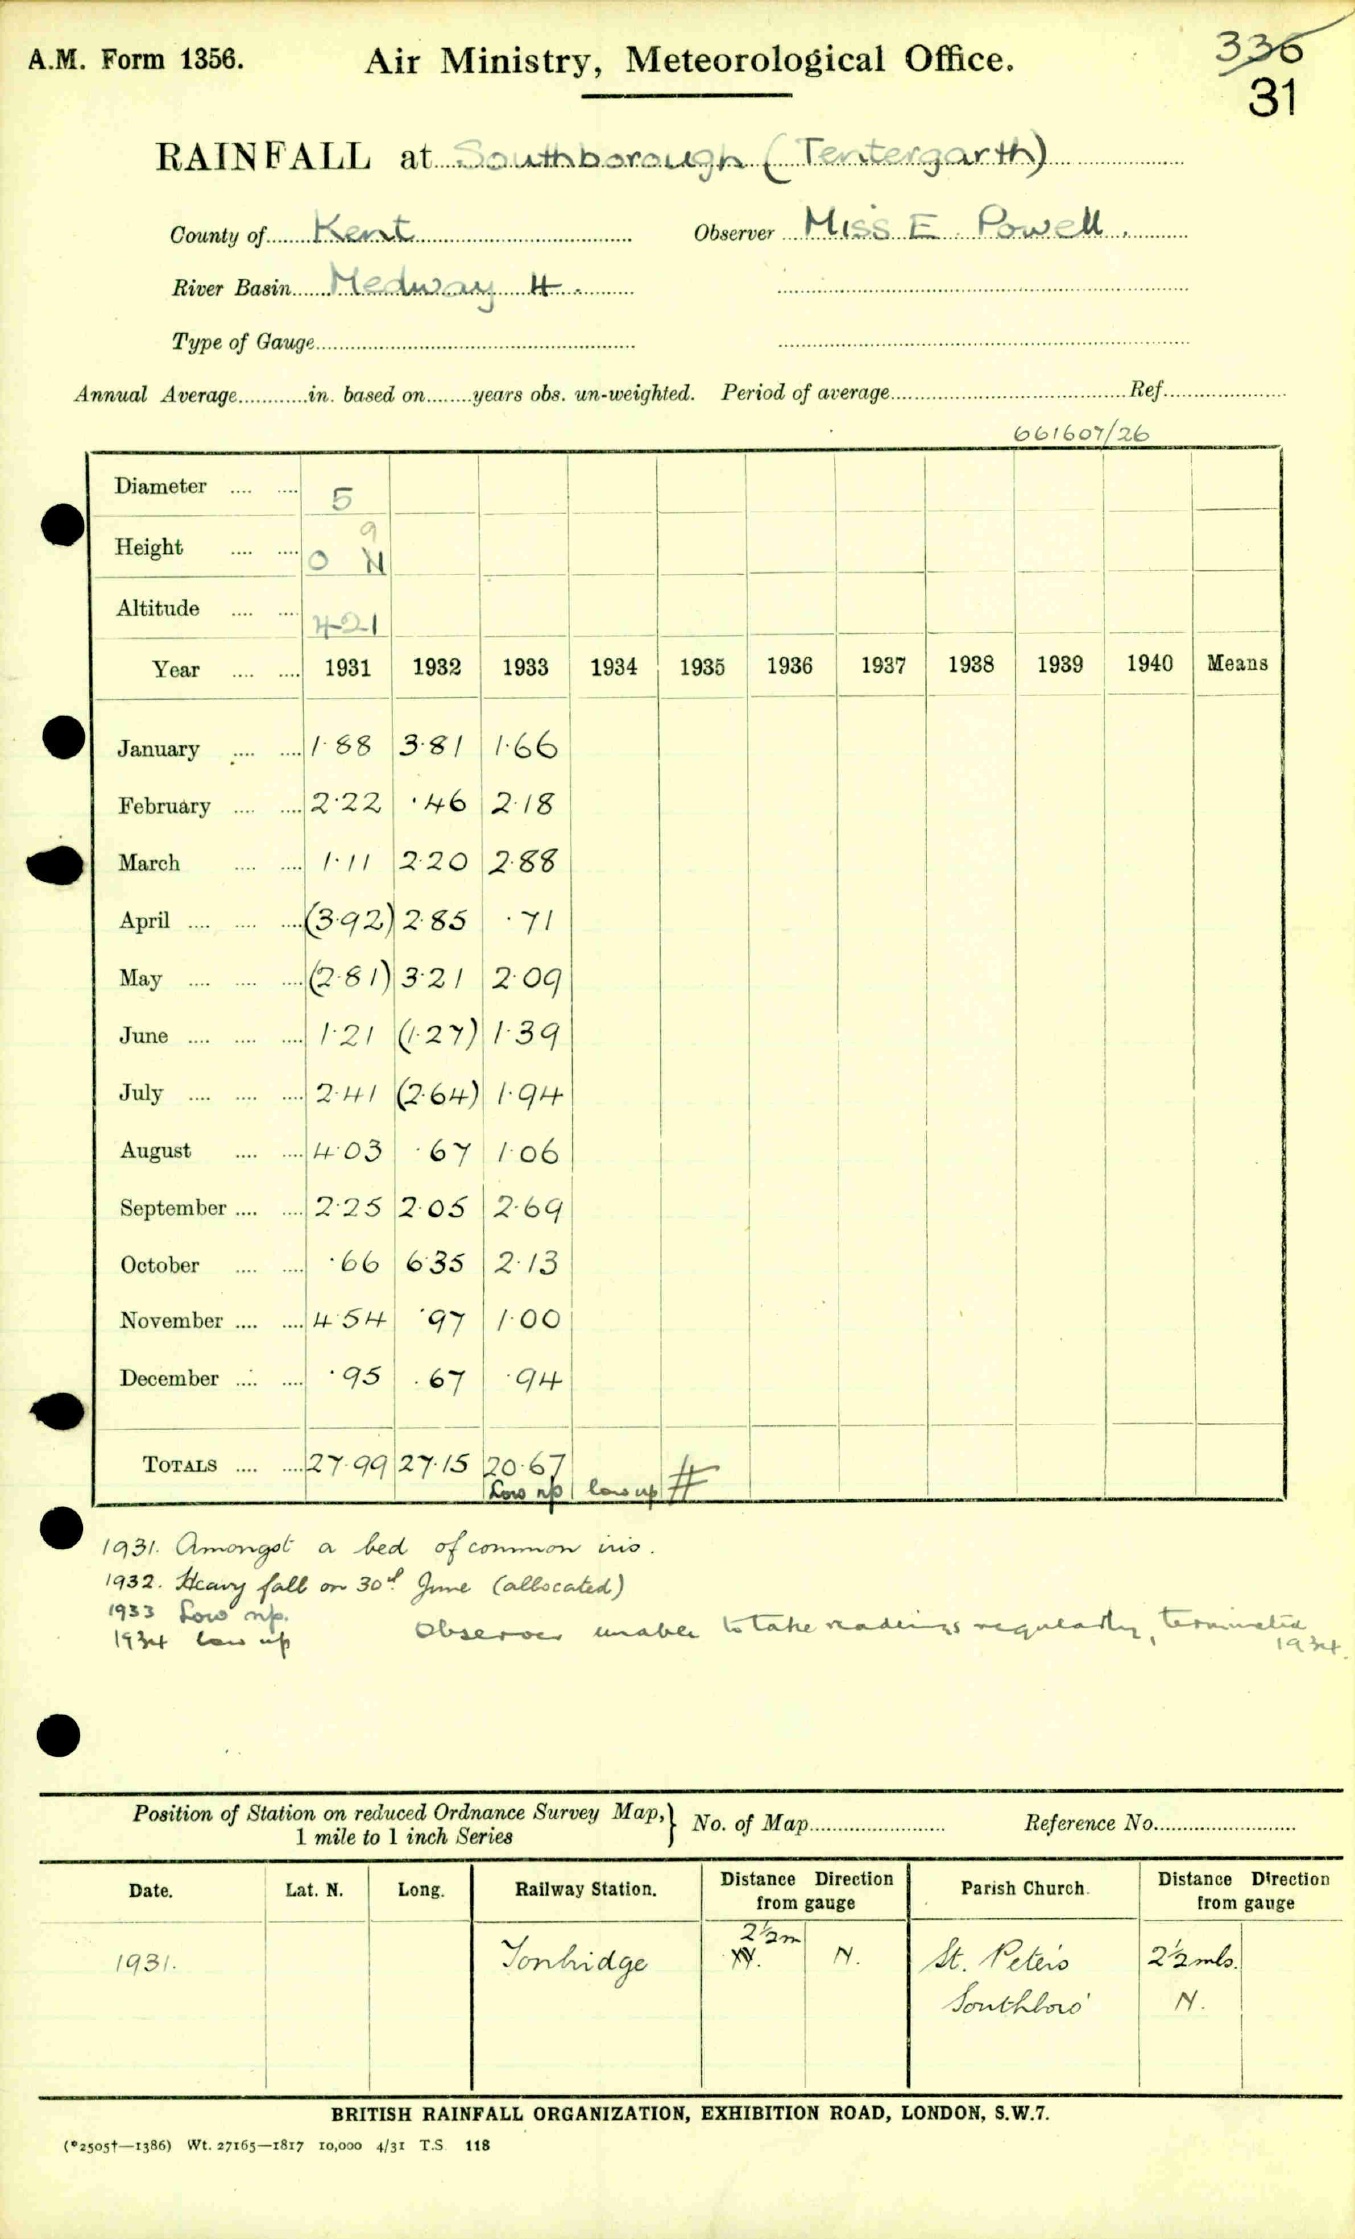 A.M. Form 1356. Air Ministry, Meteorological Office. 336
31
RAINFALL at Southborough (Tentergarth)
County of Kent Observer Miss E. Powell.
River Basin Medway 4.
Type of Gauge
Annual Average in. based on years obs. un-weighted. Period of average Ref.
661607/26
Diameter 5
Height 0 9
Altitude 421
Year 1931 1932 1933 1934 1935 1936 1937 1938 1939 1940 Means
January 1.88 3.81 1.66
February 2.22 .46 2.18
March 1.11 2.20 2.88
April (3.92) 2.85 .71
May (2.81) 3.21 2.09
June 1.21 (1.27) 1.39
July 2.41 (2.64) 1.94
August 4.03 .67 1.06
September 2.25 2.05 2.69
October .66 6.35 2.13
November 4.54 .97 1.00
December .95 .67 .94
TOTALS 27.99 27.15 20.67
Low np low up #
1931. Amongst a bed of common iris.
1932. Heavy fall on 30th June (allocated)
1933 Low np.
1934 low up Observer unable to take readings regularly, terminated
1934.
Position of Station on reduced Ordnance Survey Map, } No. of Map Reference No.
1 mile to 1 inch Series
Date. Lat. N. Long. Railway Station. Distance Direction from gauge Parish Church. Distance Direction from gauge
1931. Tonbridge 2½m N. St. Peters 2½ mls.
Southboro' N.
BRITISH RAINFALL ORGANIZATION, EXHIBITION ROAD, LONDON, S.W.7.
(*2505†—1386) Wt. 27165—1817 10,000 4/31 T.S. 118